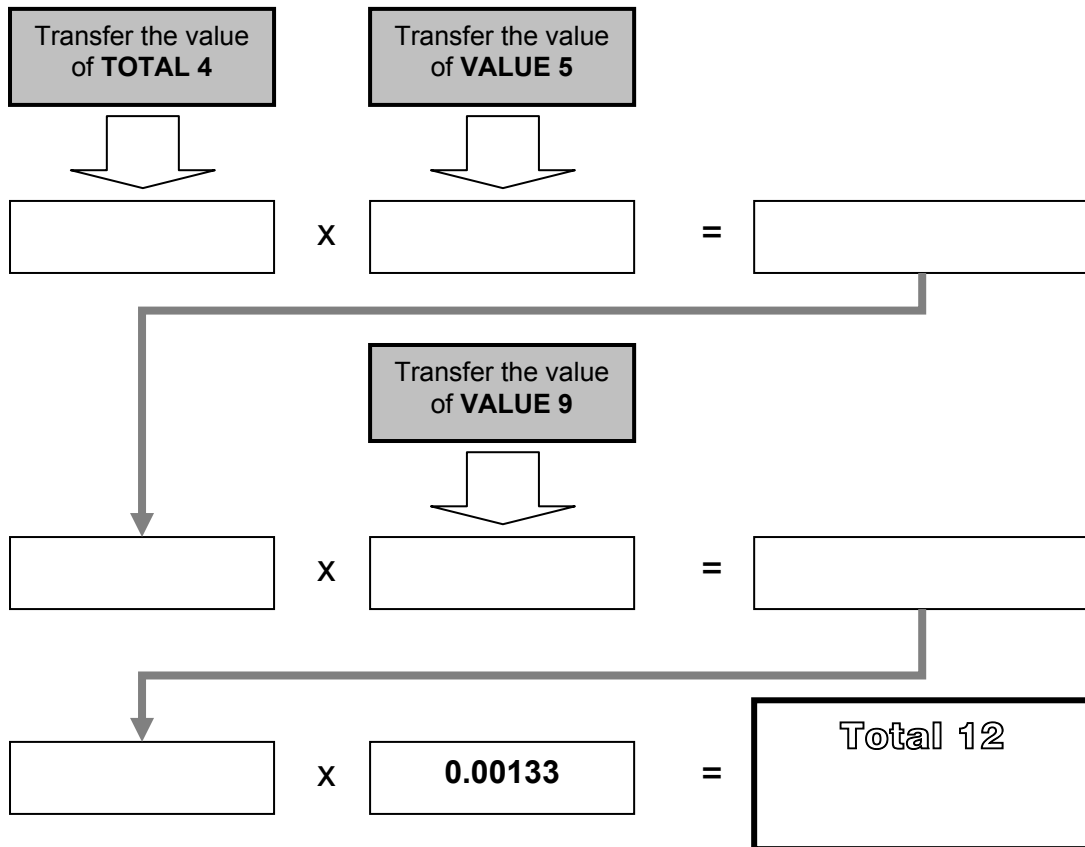 Transfer the value
of TOTAL 4
Transfer the value
of VALUE 5
x
=
Transfer the value
of VALUE 9
x
=
x
0.00133
=
Total 12